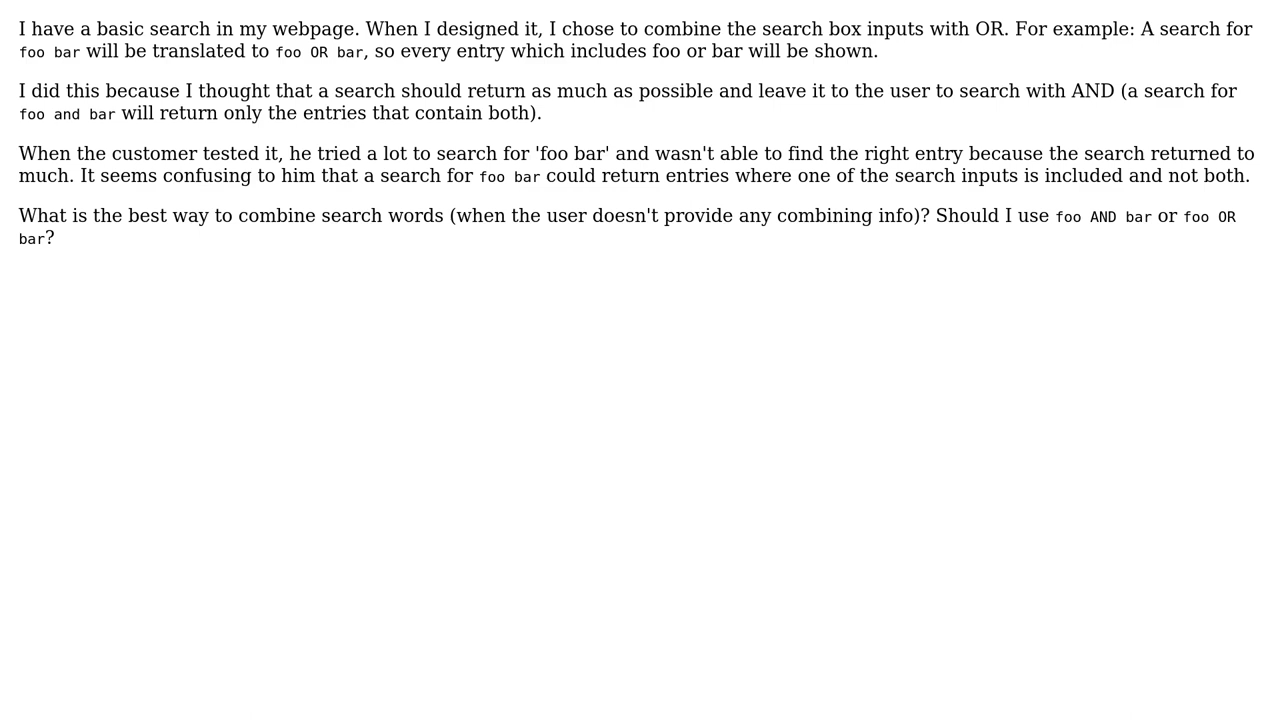 I have a basic search in my webpage. When I designed it, I chose to combine the search box inputs with OR. For example: A search for
foo bar will be translated to foo OR bar, so every entry which includes foo or bar will be shown.
I did this because I thought that a search should return as much as possible and leave it to the user to search with AND (a search for
foo and bar will return only the entries that contain both).
When the customer tested it, he tried a lot to search for 'foo bar' and wasn't able to find the right entry because the search returned to
much. It seems confusing to him that a search for foo bar could return entries where one of the search inputs is included and not both.
What is the best way to combine search words (when the user doesn't provide any combining info)? Should I use foo AND bar or foo OR
bar?